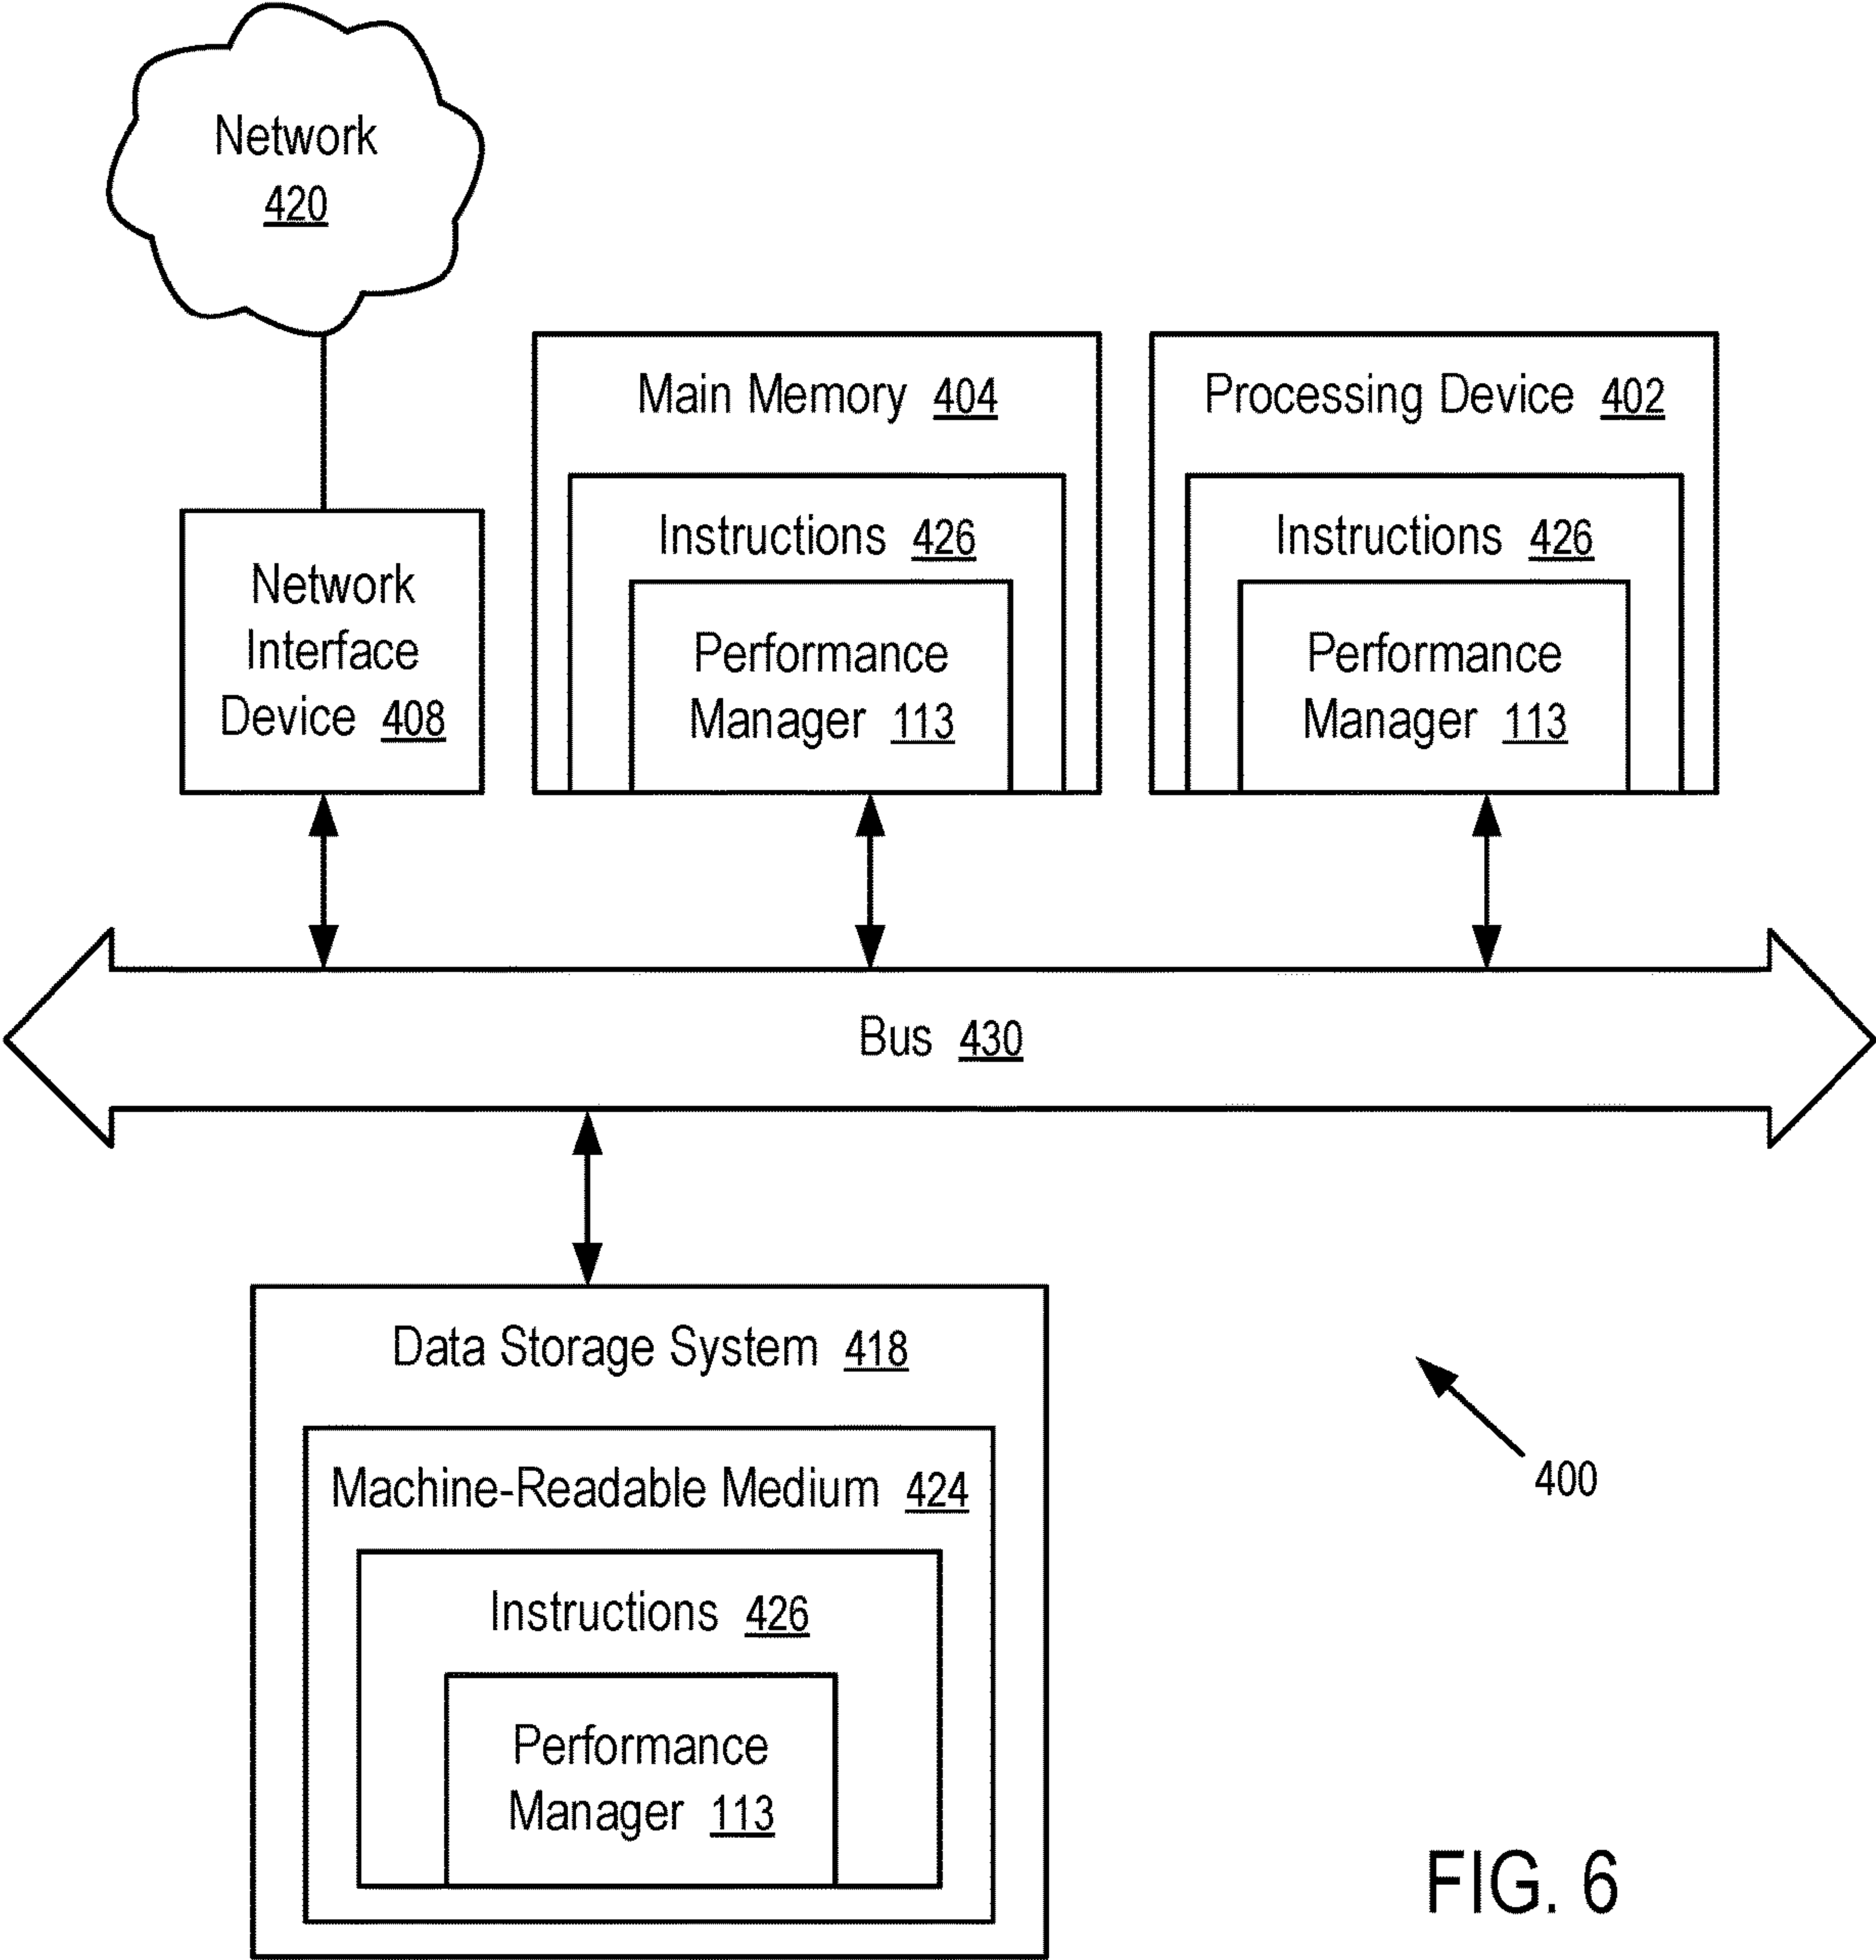 Network
420
Main Memory 404
Instructions 426
Performance
Manager 113
Processing Device 402
Instructions 426
Performance
Manager 113
Network
Interface
Device 408
Bus 430
Data Storage System 418
Machine-Readable Medium 424
Instructions 426
Performance
Manager 113
400
FIG. 6